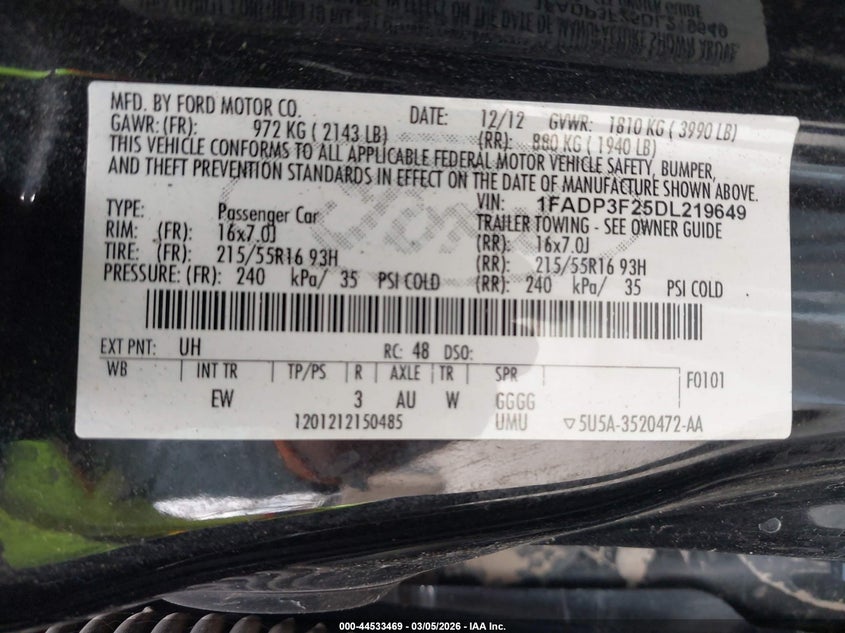 MFD. BY FORD MOTOR CO. DATE: 12/12 GVWR: 1810 KG ( 3990 LB)
GAWR: (FR): 972 KG ( 2143 LB) (RR): 880 KG ( 1940 LB)
THIS VEHICLE CONFORMS TO ALL APPLICABLE FEDERAL MOTOR VEHICLE SAFETY, BUMPER,
AND THEFT PREVENTION STANDARDS IN EFFECT ON THE DATE OF MANUFACTURE SHOWN ABOVE.
VIN: 1FADP3F25DL219649
TYPE: Passenger Car TRAILER TOWING - SEE OWNER GUIDE
RIM: (FR): 16x7.0J (RR): 16x7.0J
TIRE: (FR): 215/55R16 93H (RR): 215/55R16 93H
PRESSURE: (FR): 240 kPa/ 35 PSI COLD (RR): 240 kPa/ 35 PSI COLD
EXT PNT: UH RC: 48 DSO:
WB INT TR TP/PS R AXLE TR SPR F0101
EW 3 AU W GGGG
1201212150485 UMU ▽5U5A-3520472-AA
000-44533469 - 03/05/2026 - IAA Inc.